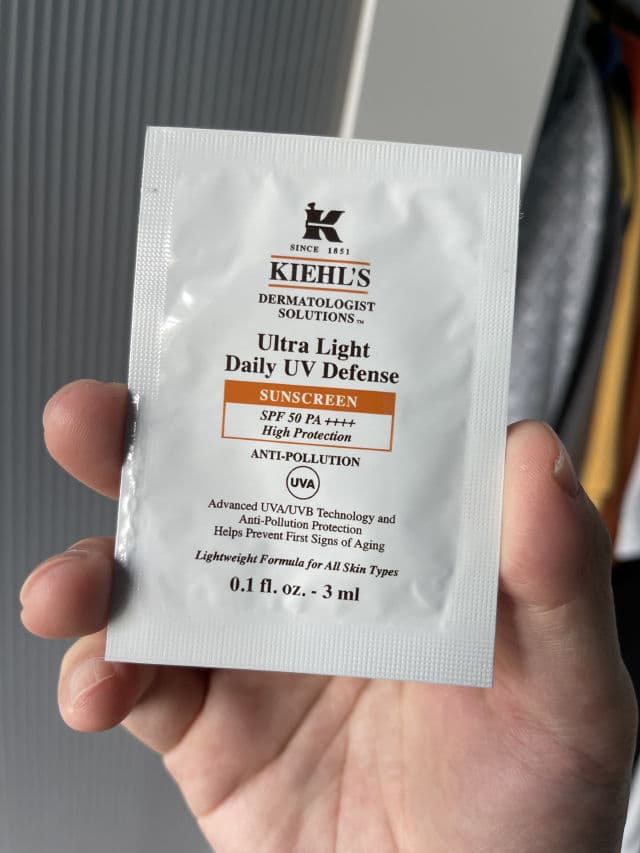 K
SINCE 1851
KIEHL'S
DERMATOLOGIST
SOLUTIONS™
Ultra Light
Daily UV Defense
SUNSCREEN
SPF 50 PA ++++
High Protection
ANTI-POLLUTION
UVA
Advanced UVA/UVB Technology and
Anti-Pollution Protection
Helps Prevent First Signs of Aging
Lightweight Formula for All Skin Types
0.1 fl. oz. - 3 ml